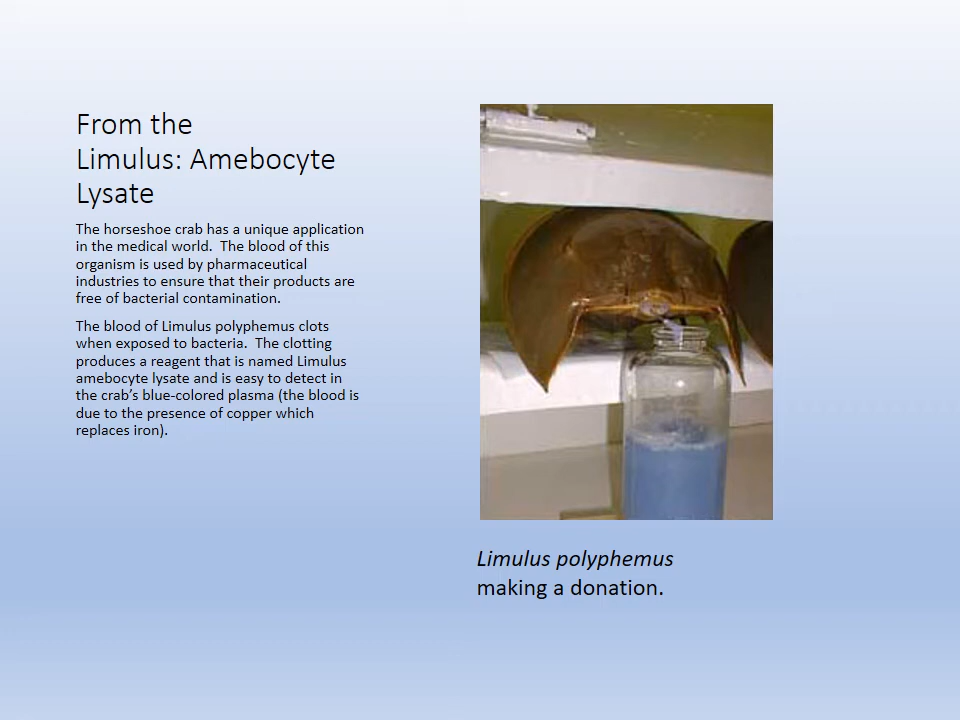 From the
Limulus: Amebocyte
Lysate
The horseshoe crab has a unique application
in the medical world.  The blood of this
organism is used by pharmaceutical
industries to ensure that their products are
free of bacterial contamination.
The blood of Limulus polyphemus clots
when exposed to bacteria.  The clotting
produces a reagent that is named Limulus
amebocyte lysate and is easy to detect in
the crab’s blue-colored plasma (the blood is
due to the presence of copper which
replaces iron).
Limulus polyphemus
making a donation.